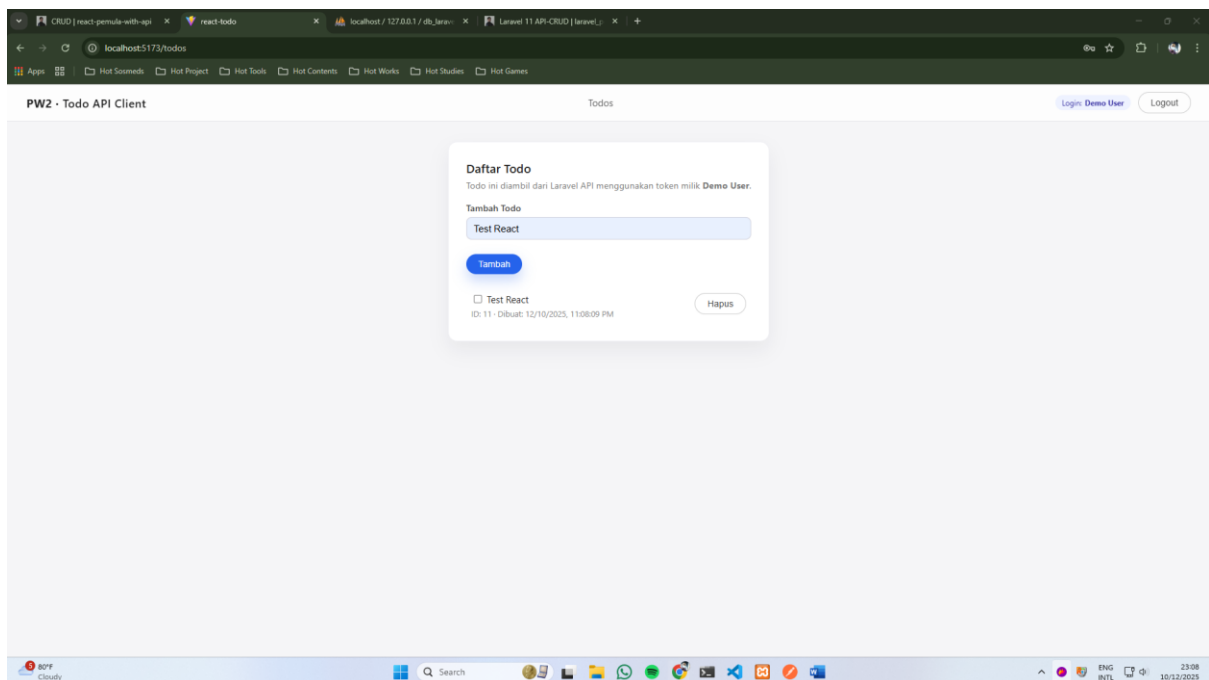 CRUD | react-pemula-with-api
react-todo
localhost / 127.0.0.1 / db_larav
Laravel 11 API-CRUD | laravel_p
localhost:5173/todos
Apps
Hot Sosmeds
Hot Project
Hot Tools
Hot Contents
Hot Works
Hot Studies
Hot Games
PW2 · Todo API Client
Todos
Login: Demo User
Logout
Daftar Todo
Todo ini diambil dari Laravel API menggunakan token milik Demo User.
Tambah Todo
Test React
Tambah
Test React
Hapus
ID: 11 · Dibuat: 12/10/2025, 11:08:09 PM
5
80°F
Cloudy
Search
ENG
INTL
23:08
10/12/2025